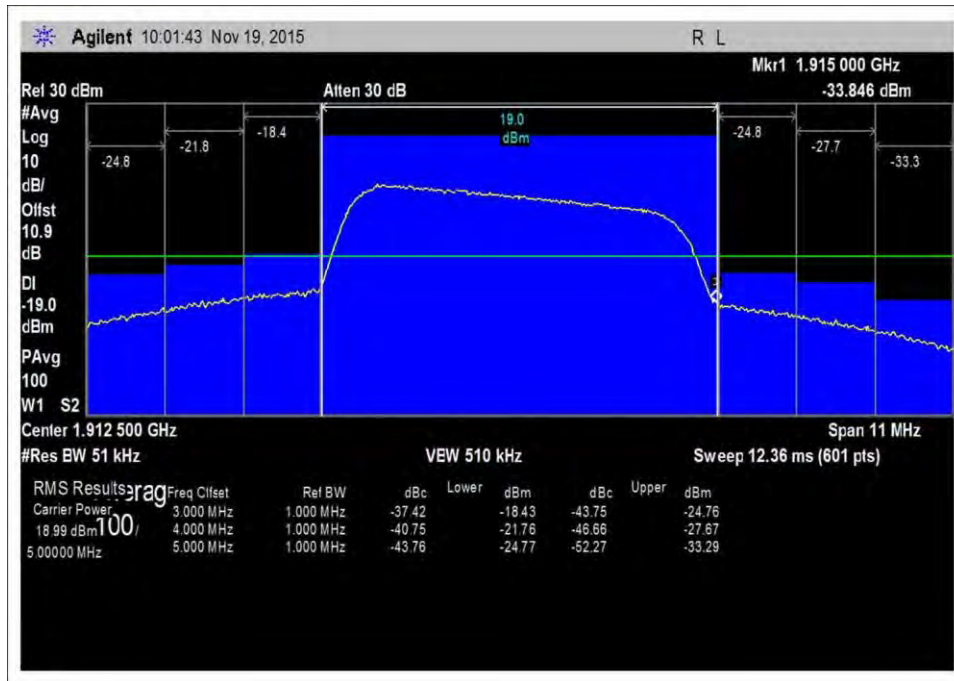 Agilent 10:01:43 Nov 19, 2015 R L
Mkr1 1.915 000 GHz
Rel 30 dBm Atten 30 dB -33.846 dBm
#Avg
Log
10
dB/
Offst
10.9
dB
DI
-19.0
dBm
PAvg
100
W1 S2
-24.8 -21.8 -18.4 19.0 dBm -24.8 -27.7 -33.3
Center 1.912 500 GHz Span 11 MHz
#Res BW 51 kHz VEW 510 kHz Sweep 12.36 ms (601 pts)
RMS Results Freq Clfset Ref BW dBc Lower dBm dBc Upper dBm
Carrier Power 3.000 MHz 1.000 MHz -37.42 -18.43 -43.75 -24.76
18.99 dBm 100/ 4.000 MHz 1.000 MHz -40.75 -21.76 -46.66 -27.67
5.00000 MHz 5.000 MHz 1.000 MHz -43.76 -24.77 -52.27 -33.29